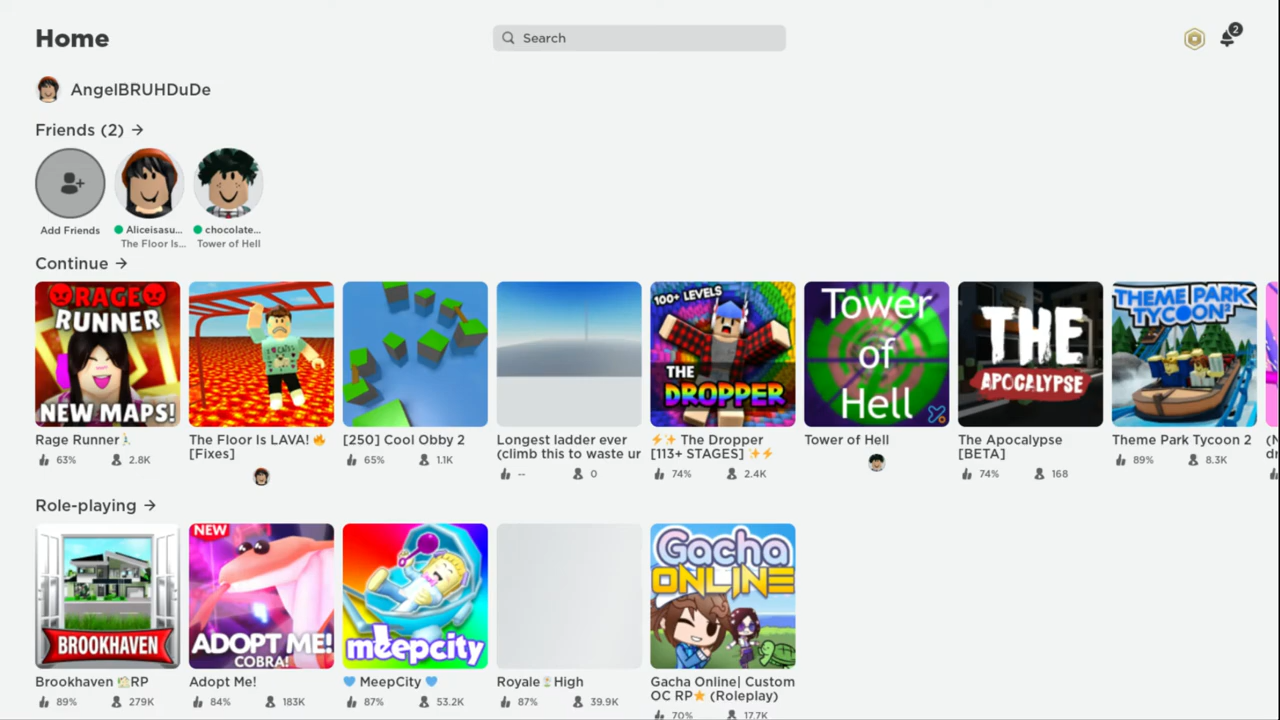 Home
Search
2
AngelBRUHDuDe
Friends (2) →
Add Friends
Aliceisasu...
The Floor Is...
chocolate...
Tower of Hell
Continue →
RAGE
RUNNER
NEW MAPS!
I ♥ CATS
100+ LEVELS
THE
DROPPER
Tower
of
Hell
THE
APOCALYPSE
THEME PARK
TYCOON²
Rage Runner
63% 2.8K
The Floor Is LAVA! 🔥
[Fixes]
[250] Cool Obby 2
65% 1.1K
Longest ladder ever
(climb this to waste ur
-- 0
⚡✨ The Dropper
[113+ STAGES] ✨⚡
74% 2.4K
Tower of Hell
The Apocalypse
[BETA]
74% 168
Theme Park Tycoon 2
89% 8.3K
Role-playing →
BROOKHAVEN
NEW
ADOPT ME!
COBRA!
meepcity
Gacha
ONLINE
Brookhaven 🏡RP
89% 279K
Adopt Me!
84% 183K
💙 MeepCity 💙
87% 53.2K
Royale High
87% 39.9K
Gacha Online| Custom
OC RP⭐ (Roleplay)
70% 17.7K